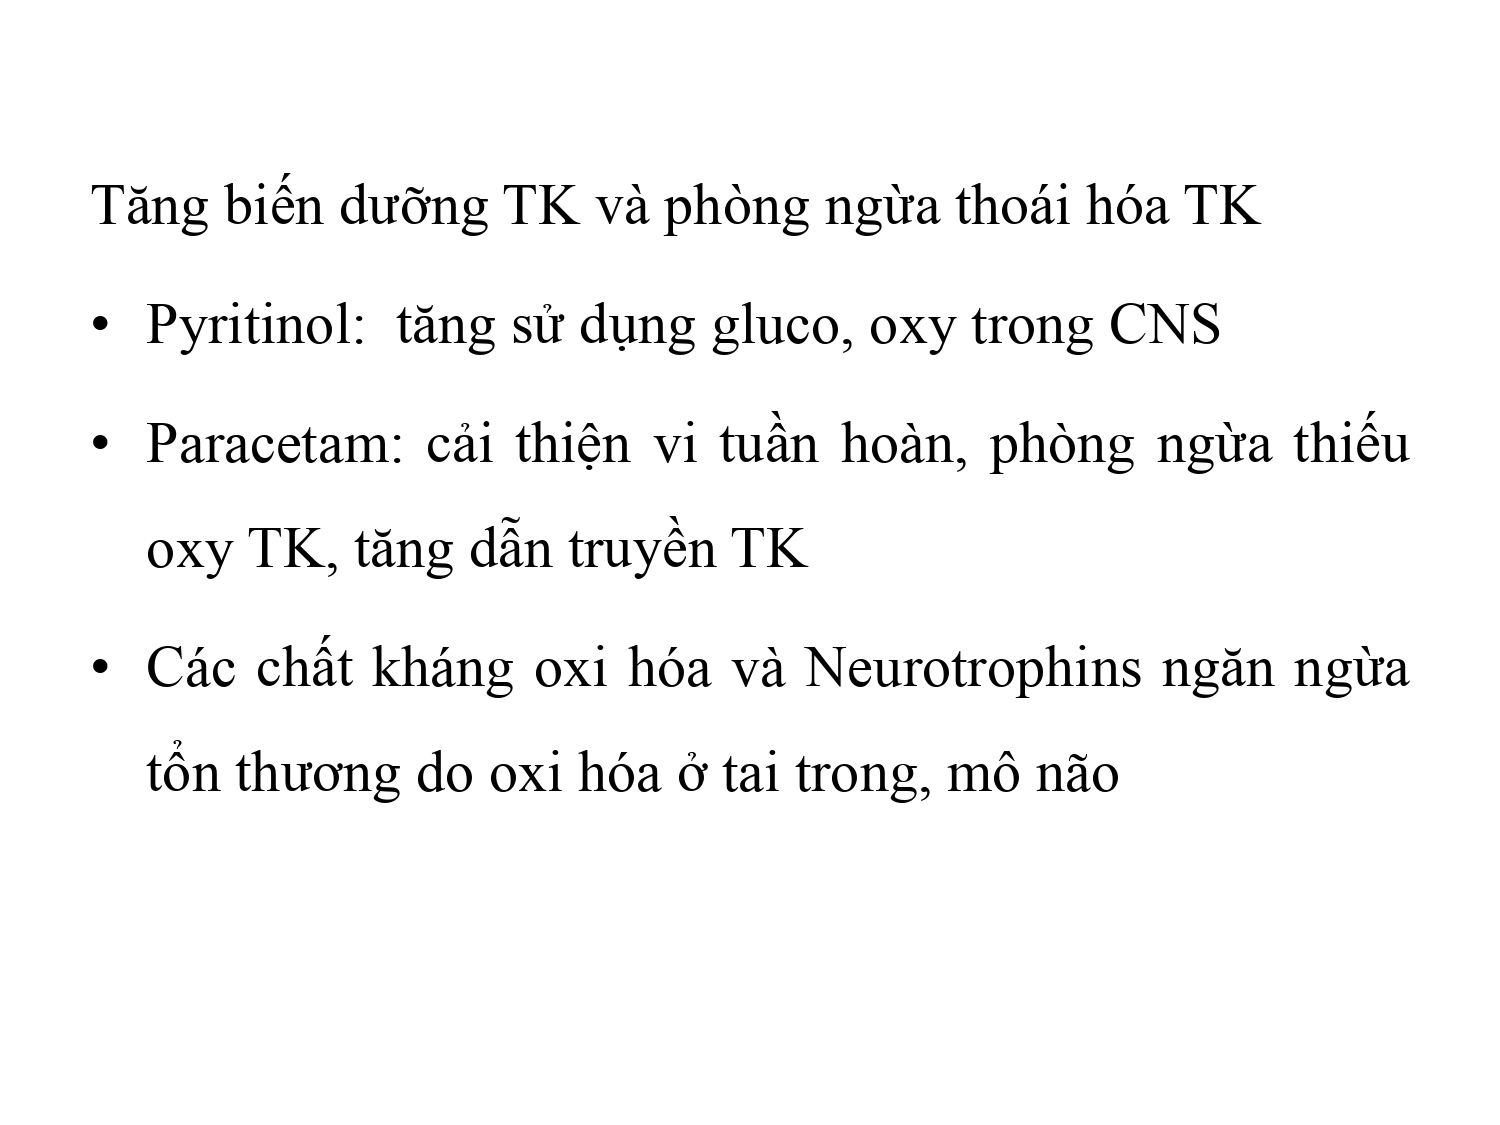 Tăng biến dưỡng TK và phòng ngừa thoái hóa TK
• Pyritinol:  tăng sử dụng gluco, oxy trong CNS
• Paracetam: cải thiện vi tuần hoàn, phòng ngừa thiếu
oxy TK, tăng dẫn truyền TK
• Các chất kháng oxi hóa và Neurotrophins ngăn ngừa
tổn thương do oxi hóa ở tai trong, mô não